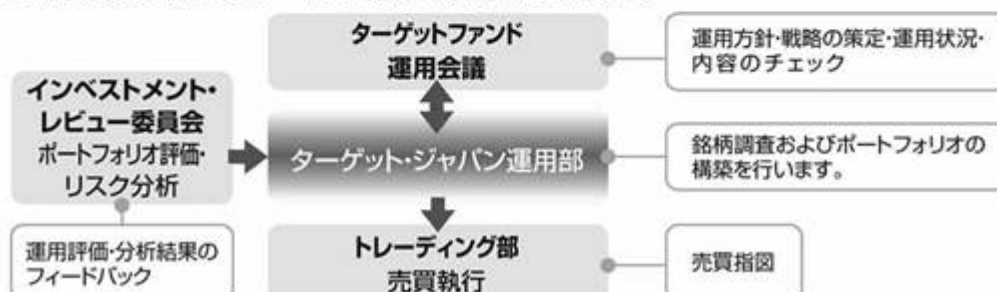 ターゲットファンド
運用会議
運用方針・戦略の策定・運用状況・
内容のチェック
インベストメント・
レビュー委員会
ポートフォリオ評価・
リスク分析
ターゲット・ジャパン運用部
銘柄調査およびポートフォリオの
構築を行います。
運用評価・分析結果の
フィードバック
トレーディング部
売買執行
売買指図